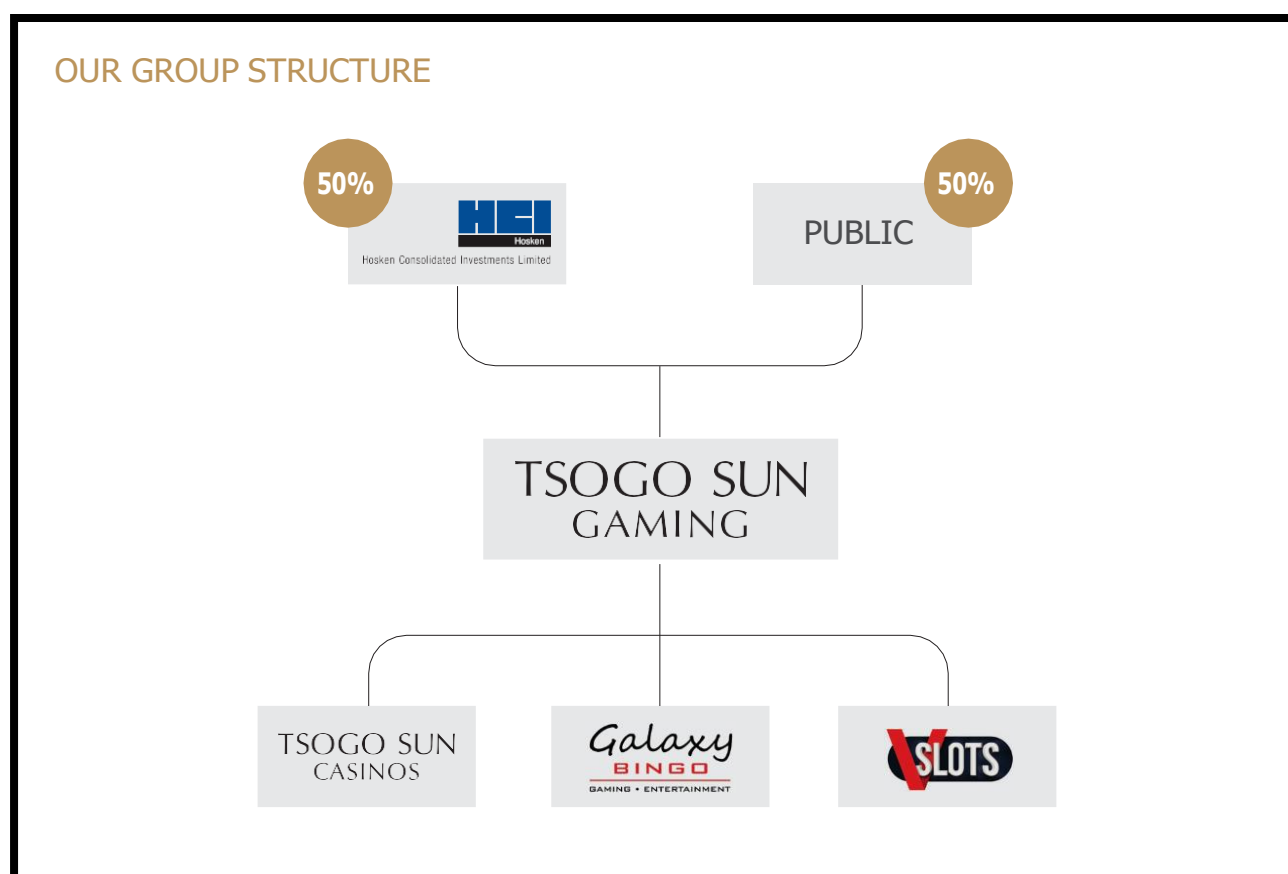 OUR GROUP STRUCTURE
50%
HCI
Hosken
Hosken Consolidated Investments Limited
50%
PUBLIC
TSOGO SUN
GAMING
TSOGO SUN
CASINOS
Galaxy
BINGO
GAMING • ENTERTAINMENT
VSLOTS